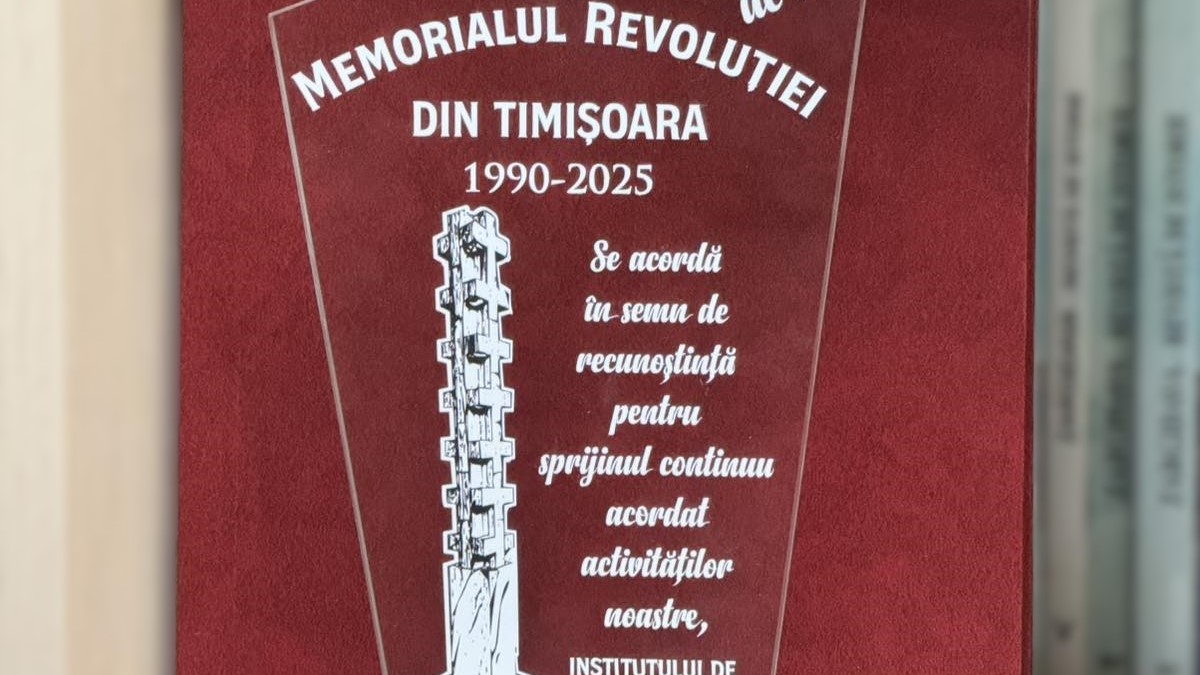 de
MEMORIALUL REVOLUȚIEI
DIN TIMIȘOARA
1990-2025
Se acordă
în semn de
recunoștință
pentru
sprijinul continuu
acordat
activităților
noastre,
INSTITUTULUI DE